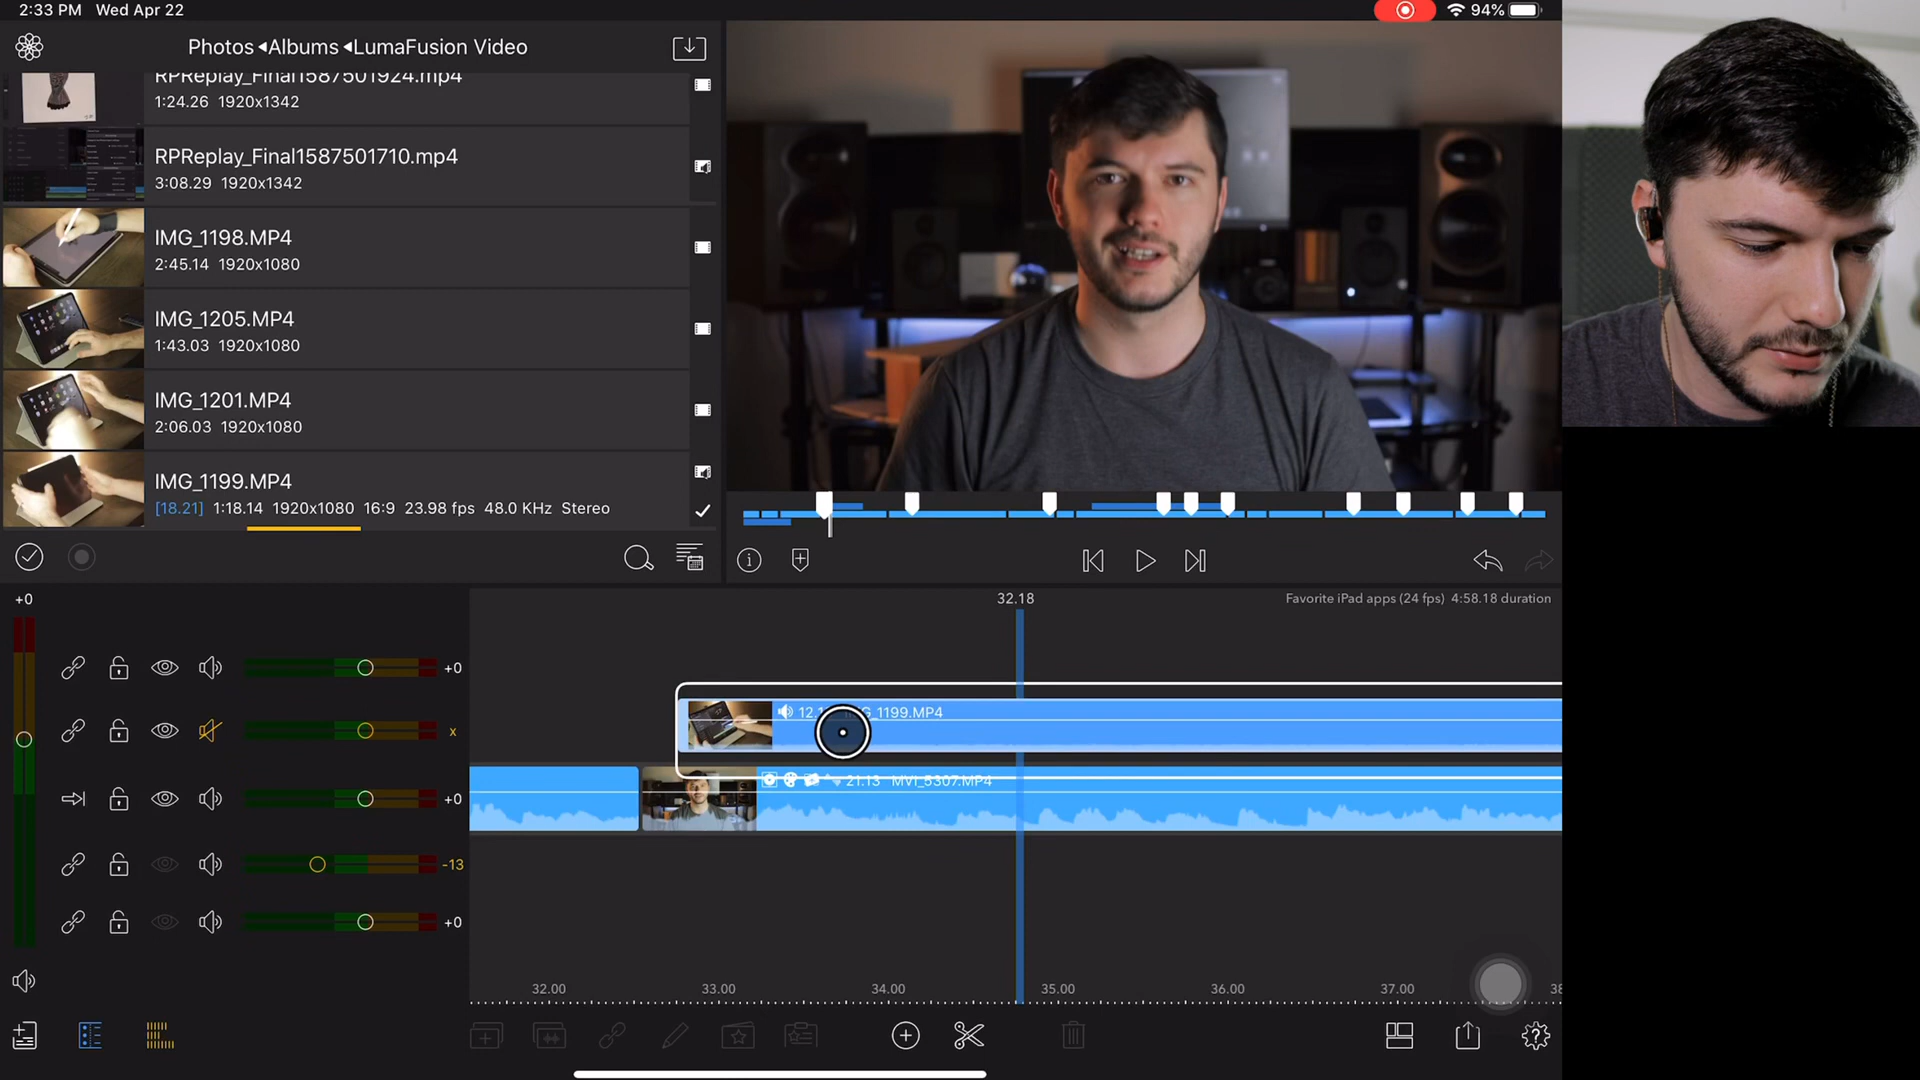 2:33 PM Wed Apr 22
94%
Photos ◂Albums ◂LumaFusion Video
RPReplay_Final1587501924.mp4
1:24.26 1920x1342
RPReplay_Final1587501710.mp4
3:08.29 1920x1342
IMG_1198.MP4
2:45.14 1920x1080
IMG_1205.MP4
1:43.03 1920x1080
IMG_1201.MP4
2:06.03 1920x1080
IMG_1199.MP4
[18.21] 1:18.14 1920x1080 16:9 23.98 fps 48.0 KHz Stereo
+0
32.18
Favorite iPad apps (24 fps) 4:58.18 duration
+0
x
+0
-13
+0
_1199.MP4
21.13 MVI_5307.MP4
32.00 33.00 34.00 35.00 36.00 37.00